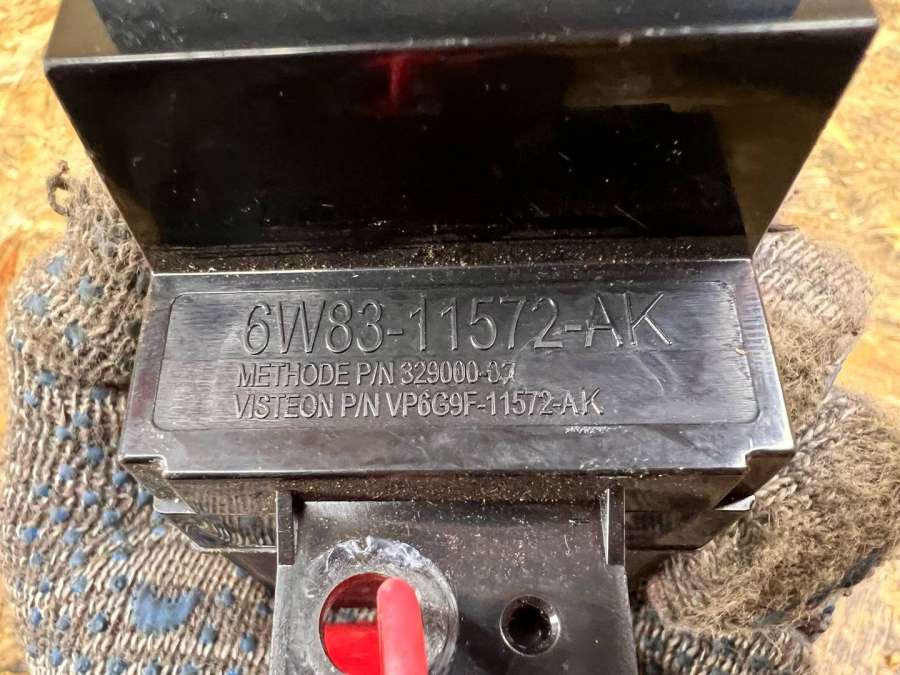 6W83-11572-AK
METHODE P/N 329000-07
VISTEON P/N VP6G9F-11572-AK